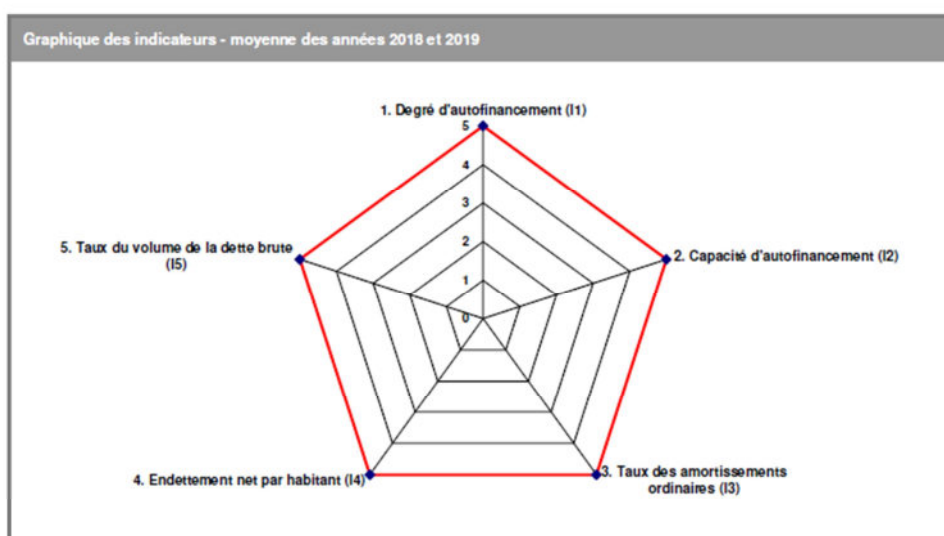 Graphique des indicateurs - moyenne des années 2018 et 2019
1. Degré d'autofinancement (I1)
5
4
3
2
1
0
5. Taux du volume de la dette brute
(I5)
2. Capacité d'autofinancement (I2)
4. Endettement net par habitant (I4)
3. Taux des amortissements
ordinaires (I3)